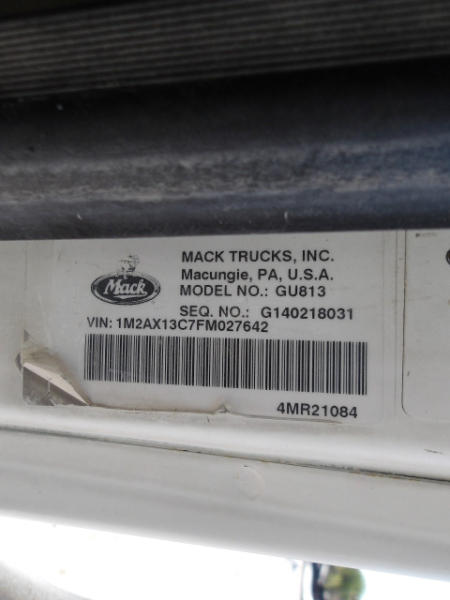 Mack
MACK TRUCKS, INC.
Macungie, PA, U.S.A.
MODEL NO.: GU813
SEQ. NO.: G140218031
VIN: 1M2AX13C7FM027642
4MR21084